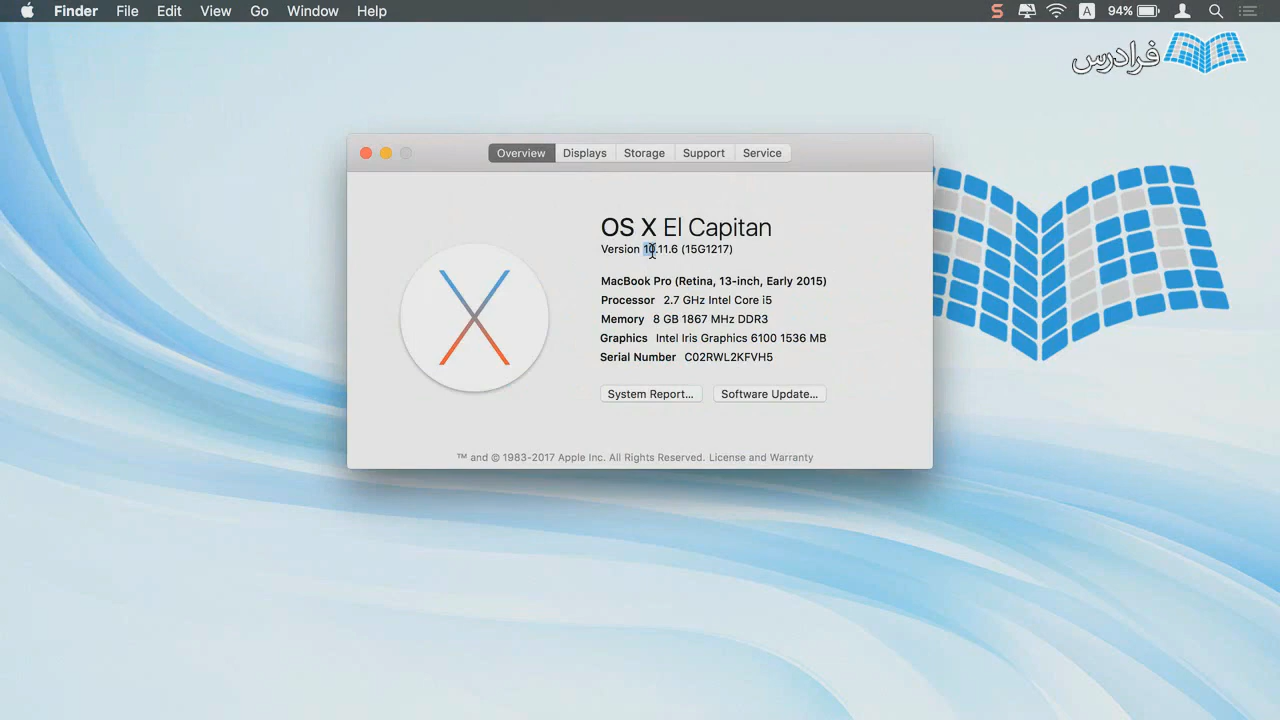 Finder File Edit View Go Window Help S A 94%
فرادرس
Overview Displays Storage Support Service
OS X El Capitan
Version 10.11.6 (15G1217)
MacBook Pro (Retina, 13-inch, Early 2015)
Processor 2.7 GHz Intel Core i5
Memory 8 GB 1867 MHz DDR3
Graphics Intel Iris Graphics 6100 1536 MB
Serial Number C02RWL2KFVH5
System Report... Software Update...
™ and © 1983-2017 Apple Inc. All Rights Reserved. License and Warranty